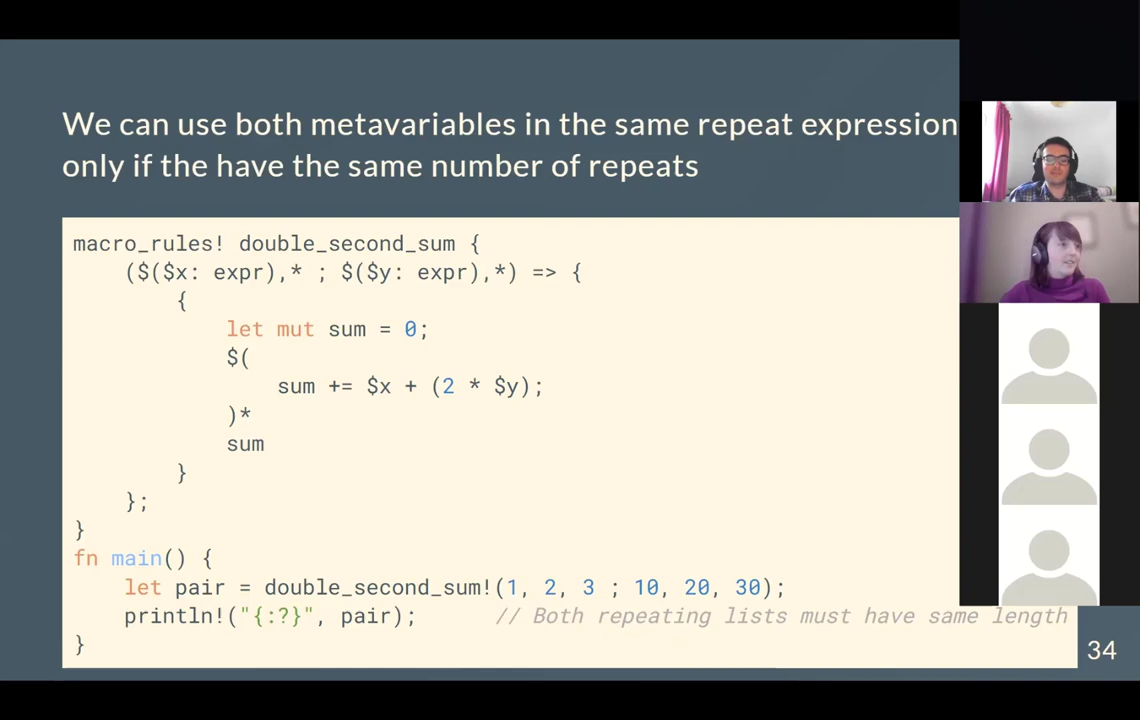 We can use both metavariables in the same repeat expression
only if the have the same number of repeats
macro_rules! double_second_sum {
($($x: expr),* ; $($y: expr),*) => {
{
let mut sum = 0;
$(
sum += $x + (2 * $y);
)*
sum
}
};
}
fn main() {
let pair = double_second_sum!(1, 2, 3 ; 10, 20, 30);
println!("{:?}", pair); // Both repeating lists must have same length
}
34